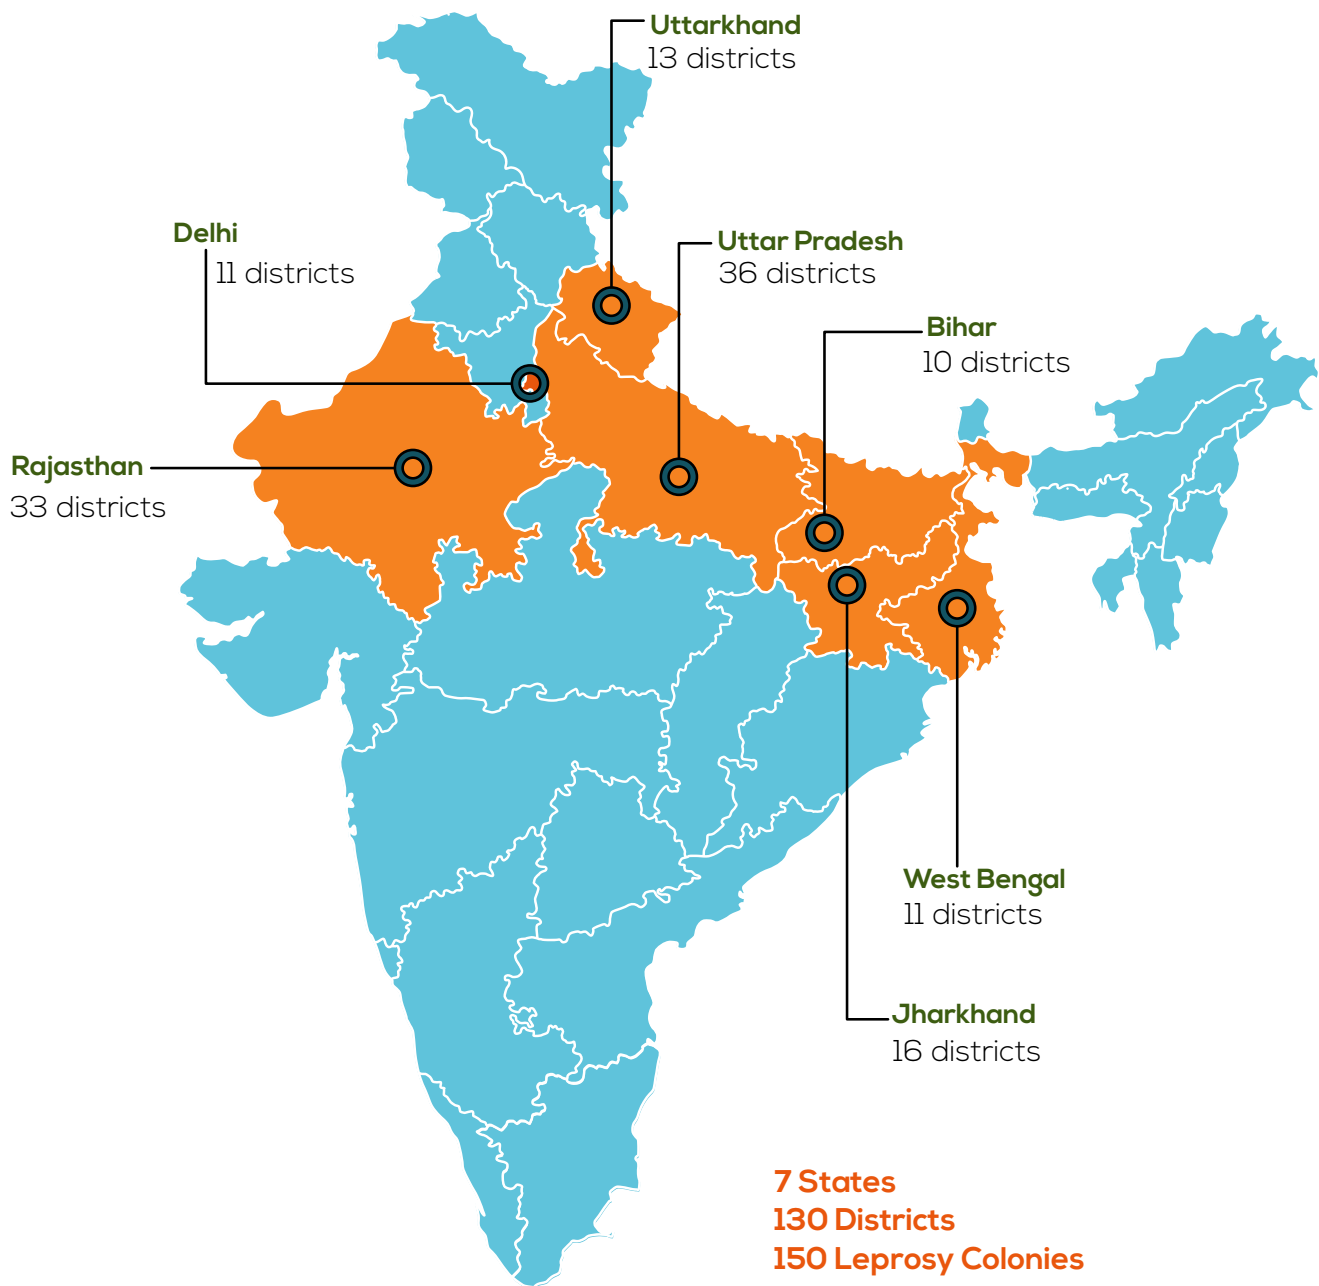 Uttarkhand
13 districts
Delhi
11 districts
Uttar Pradesh
36 districts
Bihar
10 districts
Rajasthan
33 districts
West Bengal
11 districts
Jharkhand
16 districts
7 States
130 Districts
150 Leprosy Colonies